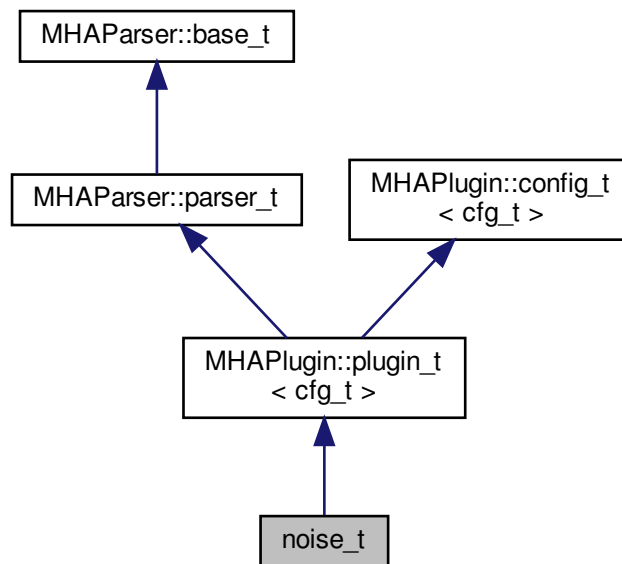 MHAParser::base_t
MHAParser::parser_t
MHAPlugin::config_t
< cfg_t >
MHAPlugin::plugin_t
< cfg_t >
noise_t